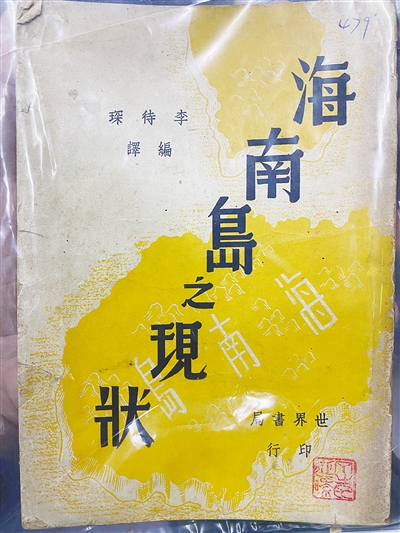 479
海南島之現狀
李待琛
編譯
海南島
世界書局
印行